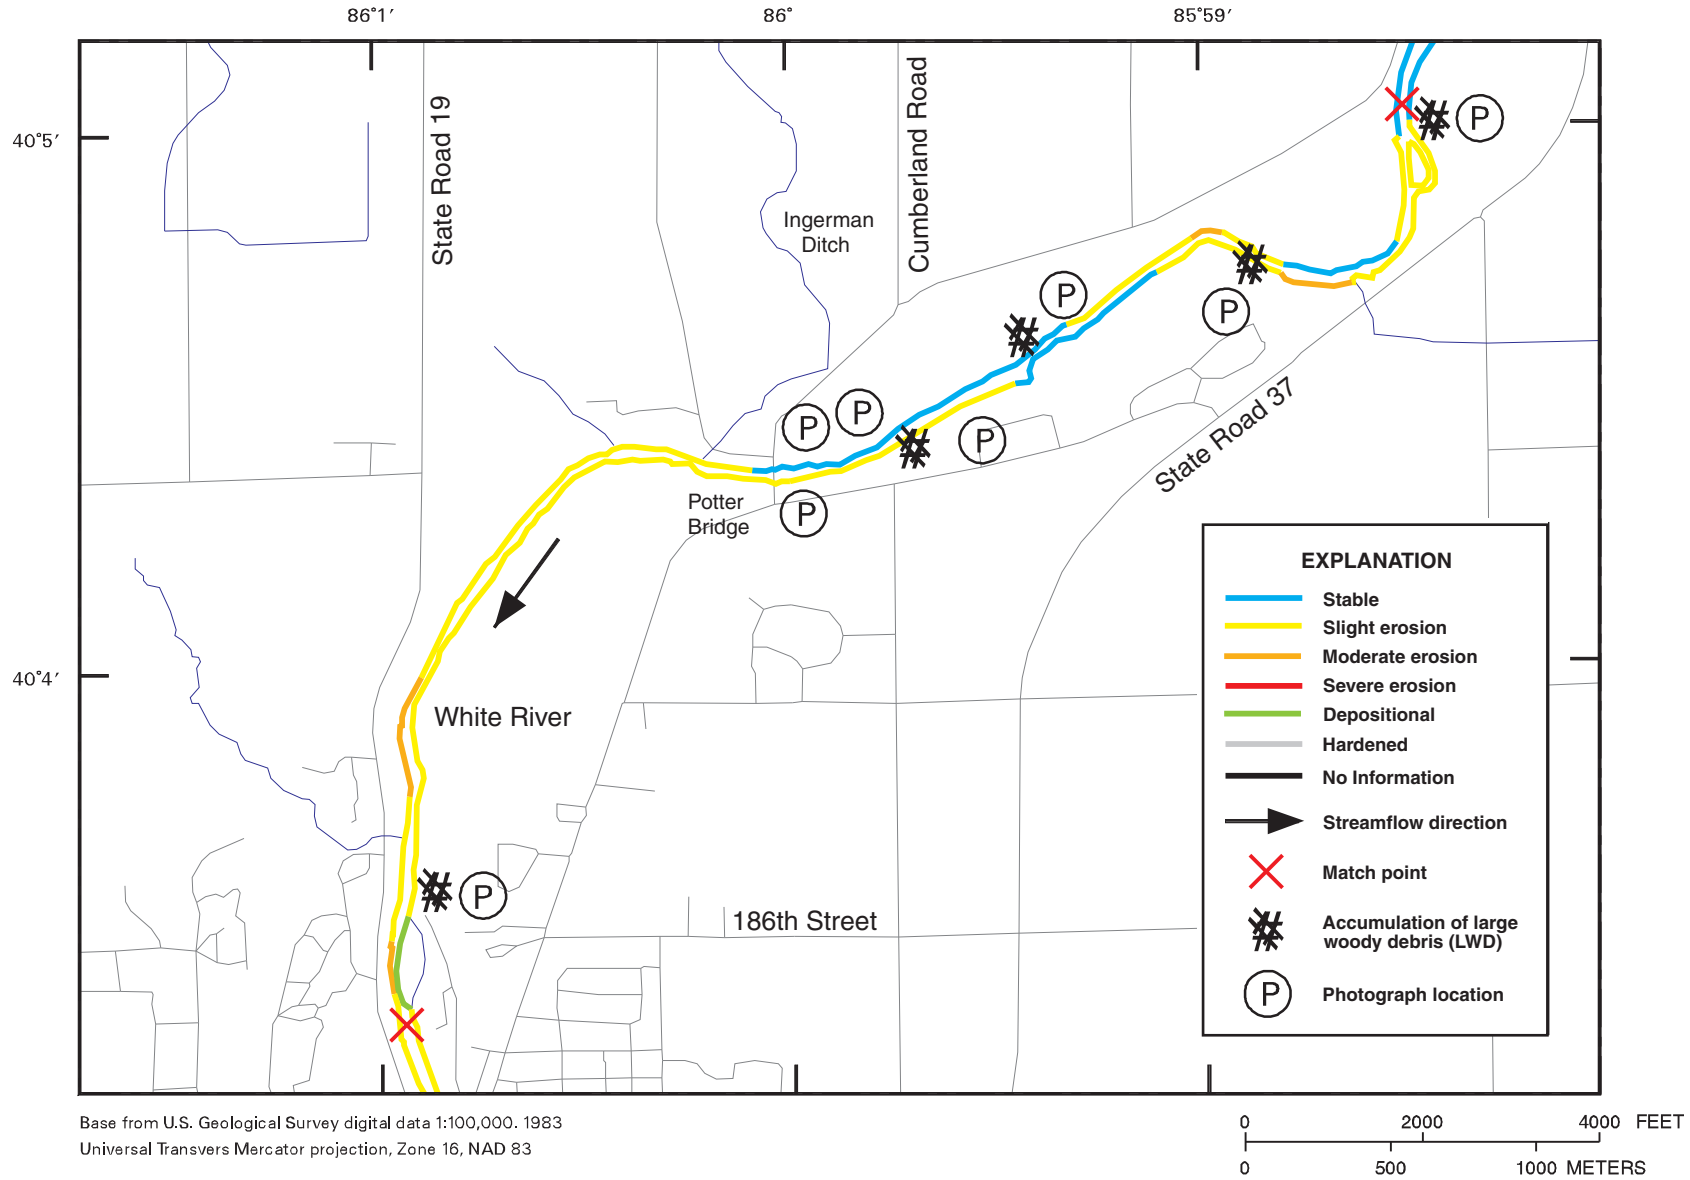 86°1'
86°
85°59'
40°5'
40°4'
State Road 19
Cumberland Road
Ingerman
Ditch
P
P
P
P
P
P
P
State Road 37
Potter
Bridge
White River
P
186th Street
EXPLANATION
Stable
Slight erosion
Moderate erosion
Severe erosion
Depositional
Hardened
No Information
Streamflow direction
Match point
Accumulation of large
woody debris (LWD)
P
Photograph location
Base from U.S. Geological Survey digital data 1:100,000. 1983
Universal Transvers Mercator projection, Zone 16, NAD 83
0 2000 4000 FEET
0 500 1000 METERS